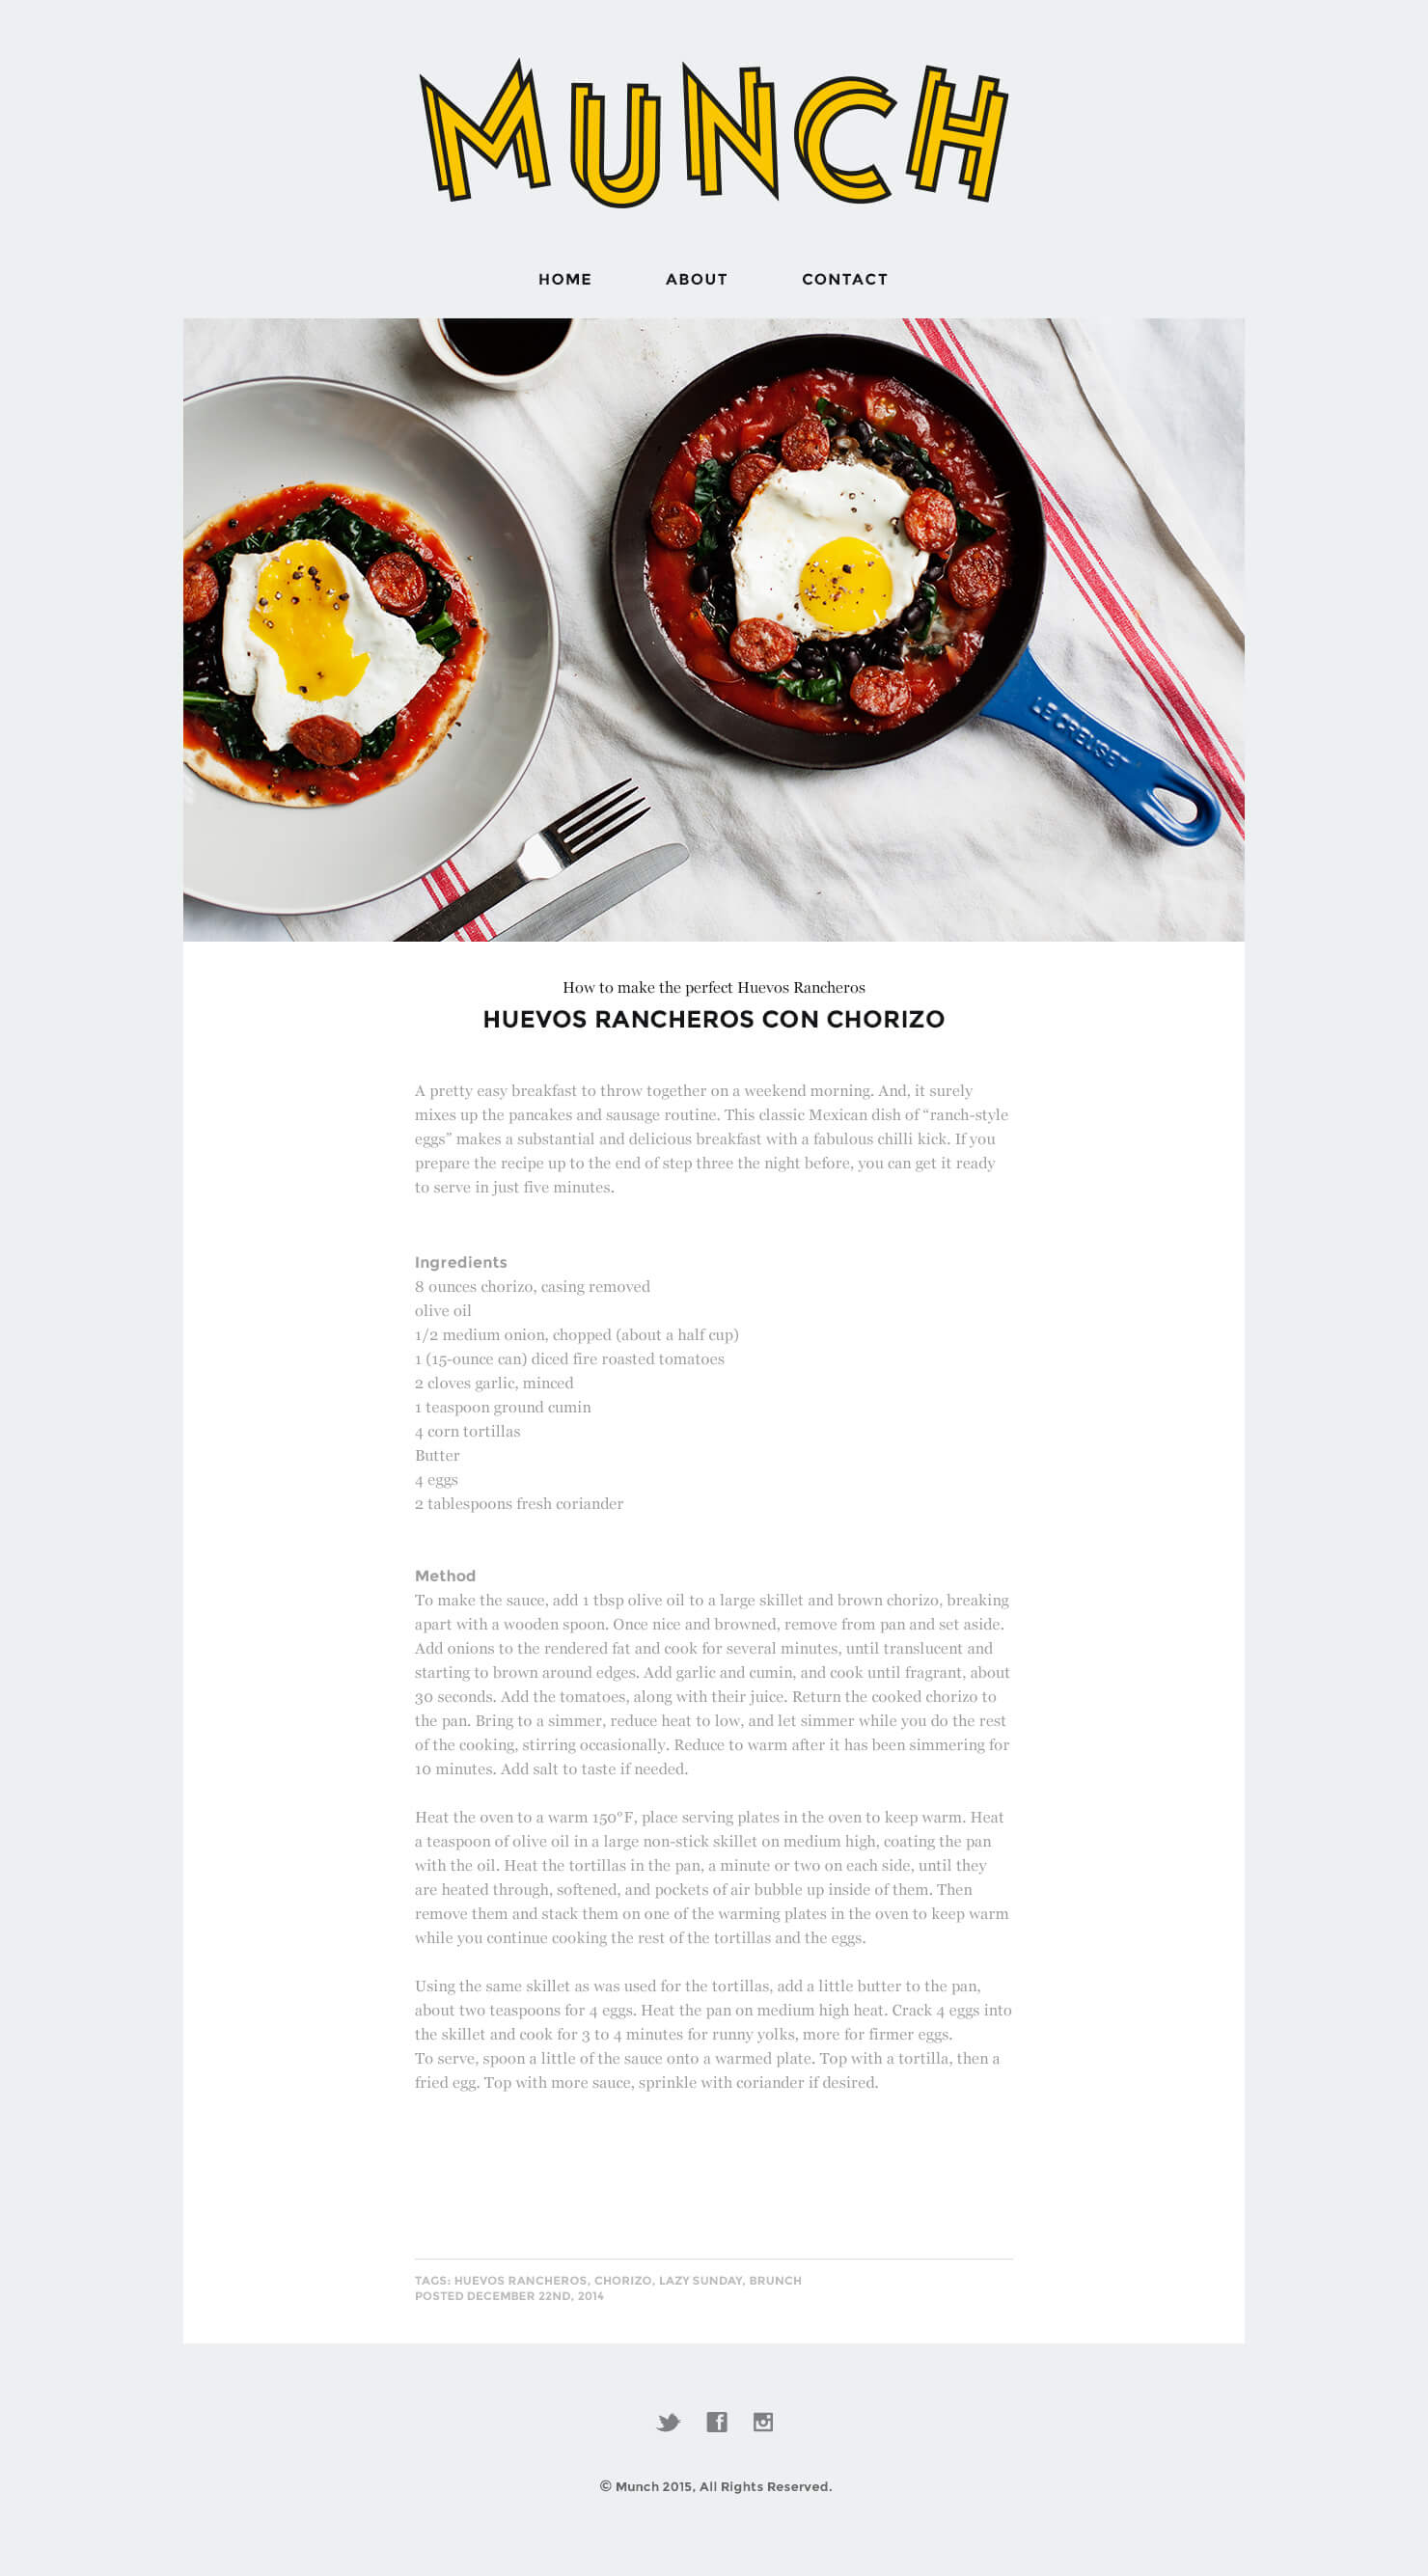 MUNCH
HOME ABOUT CONTACT
LE CREUSET
How to make the perfect Huevos Rancheros
HUEVOS RANCHEROS CON CHORIZO
A pretty easy breakfast to throw together on a weekend morning. And, it surely
mixes up the pancakes and sausage routine. This classic Mexican dish of “ranch-style
eggs” makes a substantial and delicious breakfast with a fabulous chilli kick. If you
prepare the recipe up to the end of step three the night before, you can get it ready
to serve in just five minutes.
Ingredients
8 ounces chorizo, casing removed
olive oil
1/2 medium onion, chopped (about a half cup)
1 (15-ounce can) diced fire roasted tomatoes
2 cloves garlic, minced
1 teaspoon ground cumin
4 corn tortillas
Butter
4 eggs
2 tablespoons fresh coriander
Method
To make the sauce, add 1 tbsp olive oil to a large skillet and brown chorizo, breaking
apart with a wooden spoon. Once nice and browned, remove from pan and set aside.
Add onions to the rendered fat and cook for several minutes, until translucent and
starting to brown around edges. Add garlic and cumin, and cook until fragrant, about
30 seconds. Add the tomatoes, along with their juice. Return the cooked chorizo to
the pan. Bring to a simmer, reduce heat to low, and let simmer while you do the rest
of the cooking, stirring occasionally. Reduce to warm after it has been simmering for
10 minutes. Add salt to taste if needed.
Heat the oven to a warm 150°F, place serving plates in the oven to keep warm. Heat
a teaspoon of olive oil in a large non-stick skillet on medium high, coating the pan
with the oil. Heat the tortillas in the pan, a minute or two on each side, until they
are heated through, softened, and pockets of air bubble up inside of them. Then
remove them and stack them on one of the warming plates in the oven to keep warm
while you continue cooking the rest of the tortillas and the eggs.
Using the same skillet as was used for the tortillas, add a little butter to the pan,
about two teaspoons for 4 eggs. Heat the pan on medium high heat. Crack 4 eggs into
the skillet and cook for 3 to 4 minutes for runny yolks, more for firmer eggs.
To serve, spoon a little of the sauce onto a warmed plate. Top with a tortilla, then a
fried egg. Top with more sauce, sprinkle with coriander if desired.
TAGS: HUEVOS RANCHEROS, CHORIZO, LAZY SUNDAY, BRUNCH
POSTED DECEMBER 22ND, 2014
© Munch 2015, All Rights Reserved.